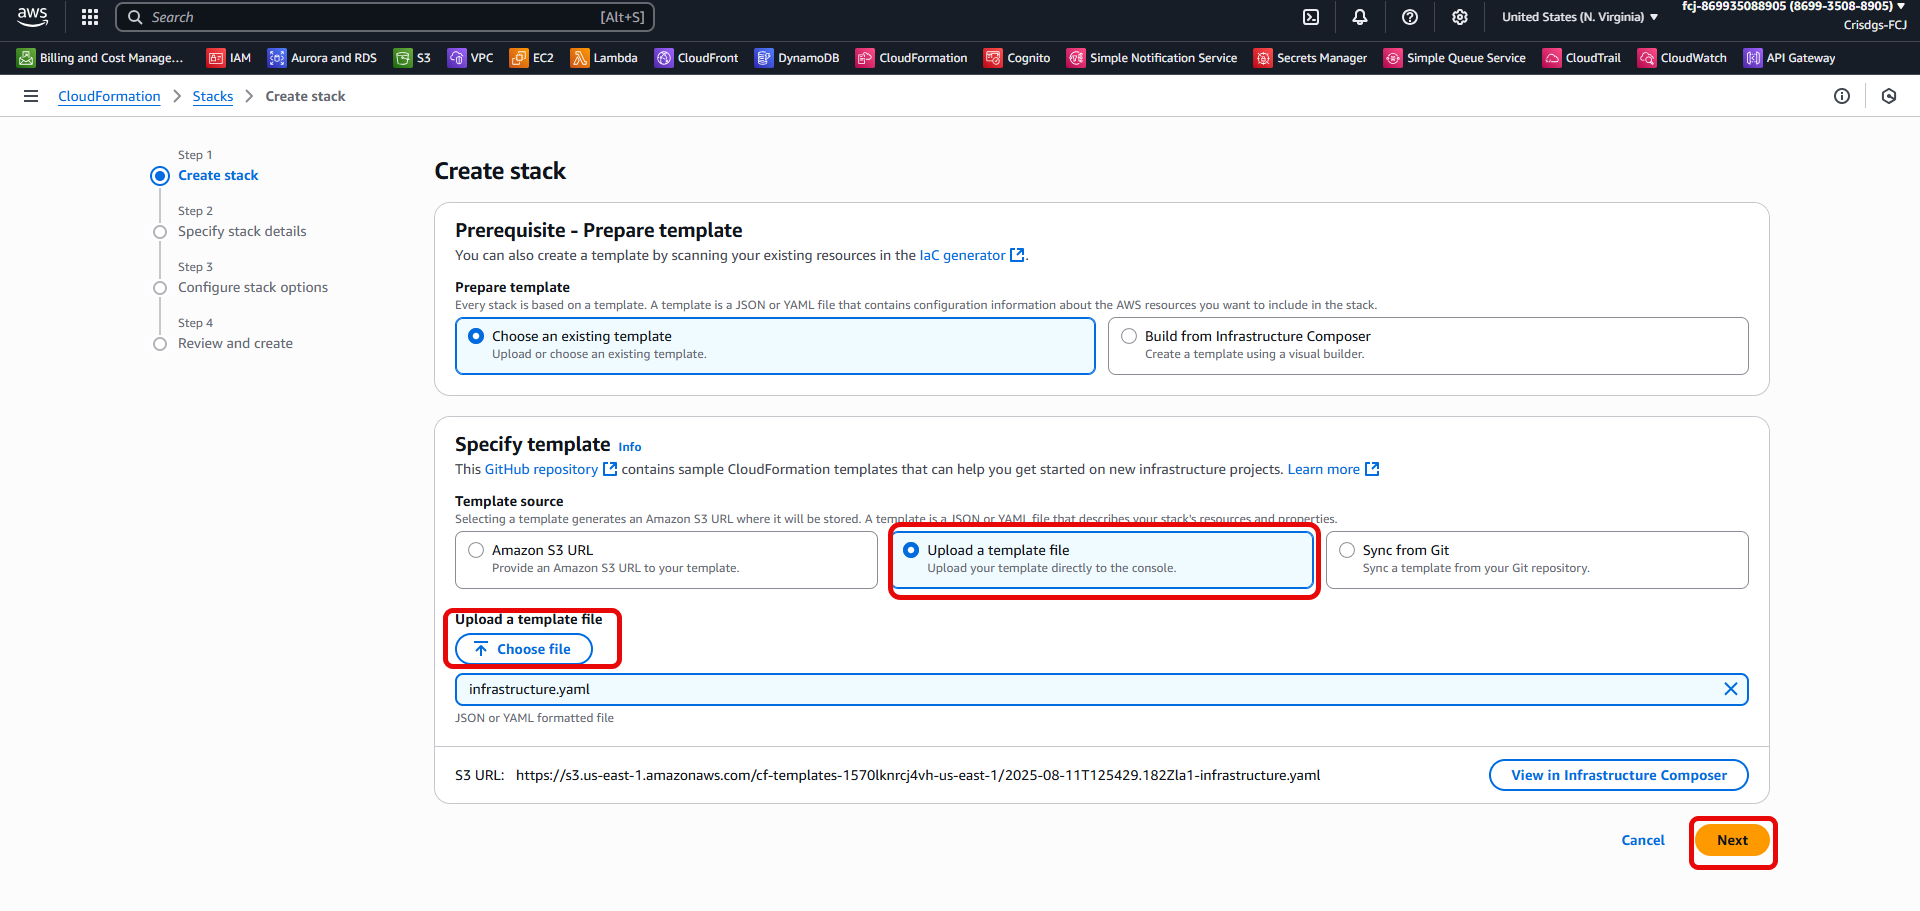 aws
Search [Alt+S]
United States (N. Virginia)
fcj-869935088905 (8699-3508-8905)
Crisdgs-FCJ
Billing and Cost Manage... IAM Aurora and RDS S3 VPC EC2 Lambda CloudFront DynamoDB CloudFormation Cognito Simple Notification Service Secrets Manager Simple Queue Service CloudTrail CloudWatch API Gateway
CloudFormation Stacks Create stack
Step 1
Create stack
Step 2
Specify stack details
Step 3
Configure stack options
Step 4
Review and create
Create stack
Prerequisite - Prepare template
You can also create a template by scanning your existing resources in the IaC generator.
Prepare template
Every stack is based on a template. A template is a JSON or YAML file that contains configuration information about the AWS resources you want to include in the stack.
Choose an existing template
Upload or choose an existing template.
Build from Infrastructure Composer
Create a template using a visual builder.
Specify template Info
This GitHub repository contains sample CloudFormation templates that can help you get started on new infrastructure projects. Learn more
Template source
Selecting a template generates an Amazon S3 URL where it will be stored. A template is a JSON or YAML file that describes your stack's resources and properties.
Amazon S3 URL
Provide an Amazon S3 URL to your template.
Upload a template file
Upload your template directly to the console.
Sync from Git
Sync a template from your Git repository.
Upload a template file
Choose file
infrastructure.yaml
JSON or YAML formatted file
S3 URL: https://s3.us-east-1.amazonaws.com/cf-templates-1570lknrcj4vh-us-east-1/2025-08-11T125429.182Zla1-infrastructure.yaml
View in Infrastructure Composer
Cancel Next